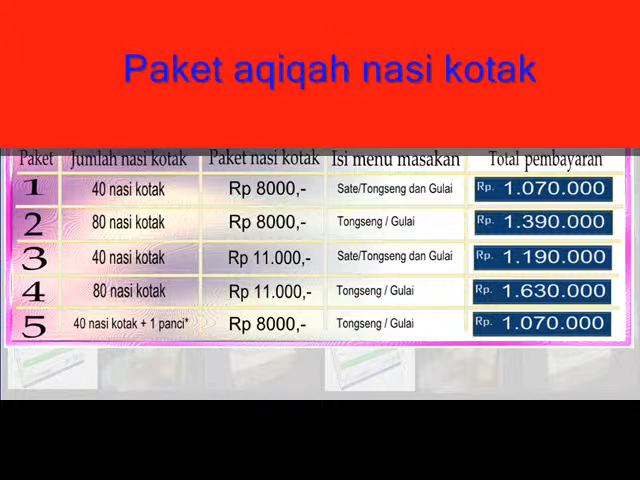 Paket aqiqah nasi kotak
Paket Jumlah nasi kotak Paket nasi kotak Isi menu masakan Total pembayaran
1 40 nasi kotak Rp 8000,- Sate/Tongseng dan Gulai Rp. 1.070.000
2 80 nasi kotak Rp 8000,- Tongseng / Gulai Rp. 1.390.000
3 40 nasi kotak Rp 11.000,- Sate/Tongseng dan Gulai Rp. 1.190.000
4 80 nasi kotak Rp 11.000,- Tongseng / Gulai Rp. 1.630.000
5 40 nasi kotak + 1 panci* Rp 8000,- Tongseng / Gulai Rp. 1.070.000